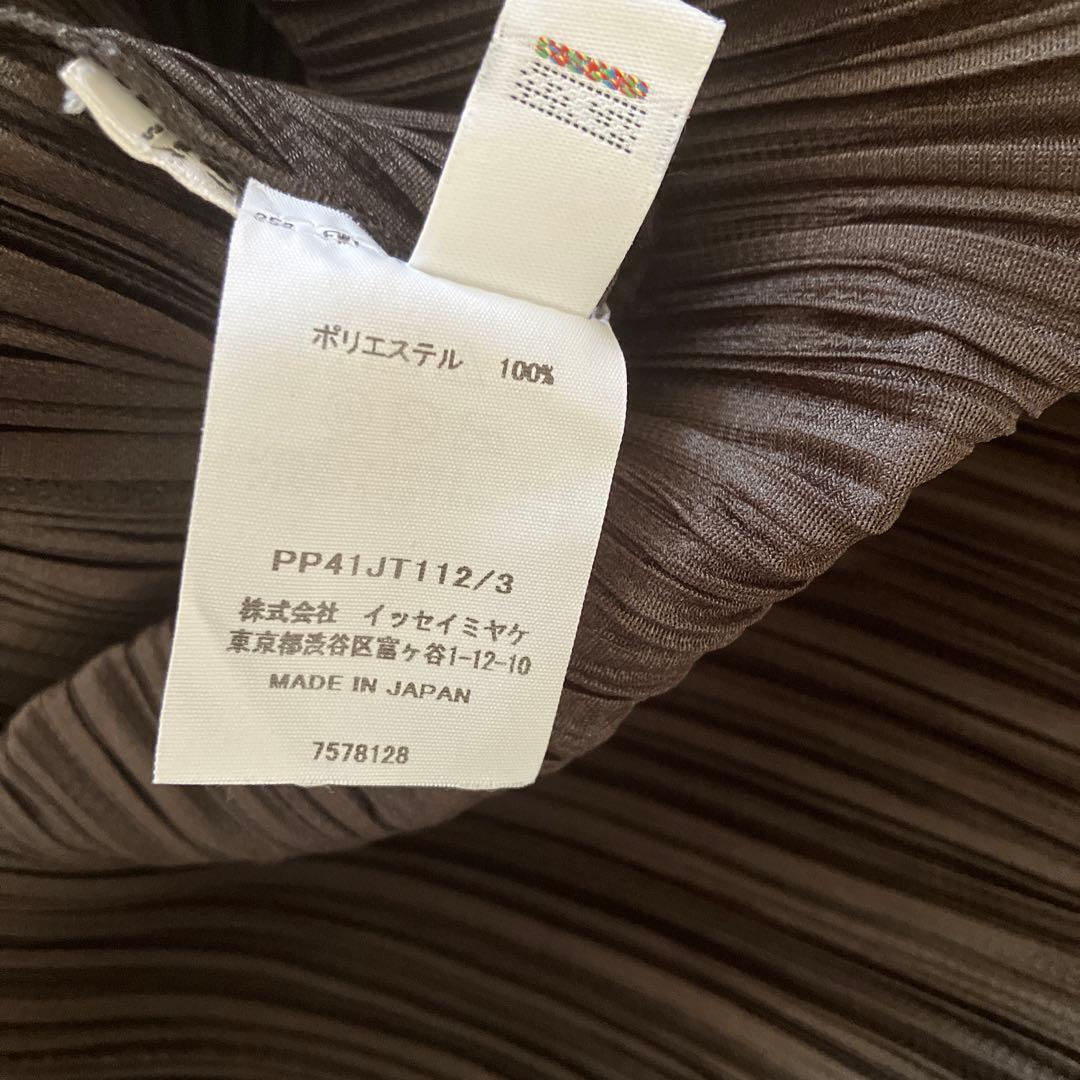 ポリエステル 100%
PP41JT112/3
株式会社 イッセイミヤケ
東京都渋谷区富ヶ谷1-12-10
MADE IN JAPAN
7578128